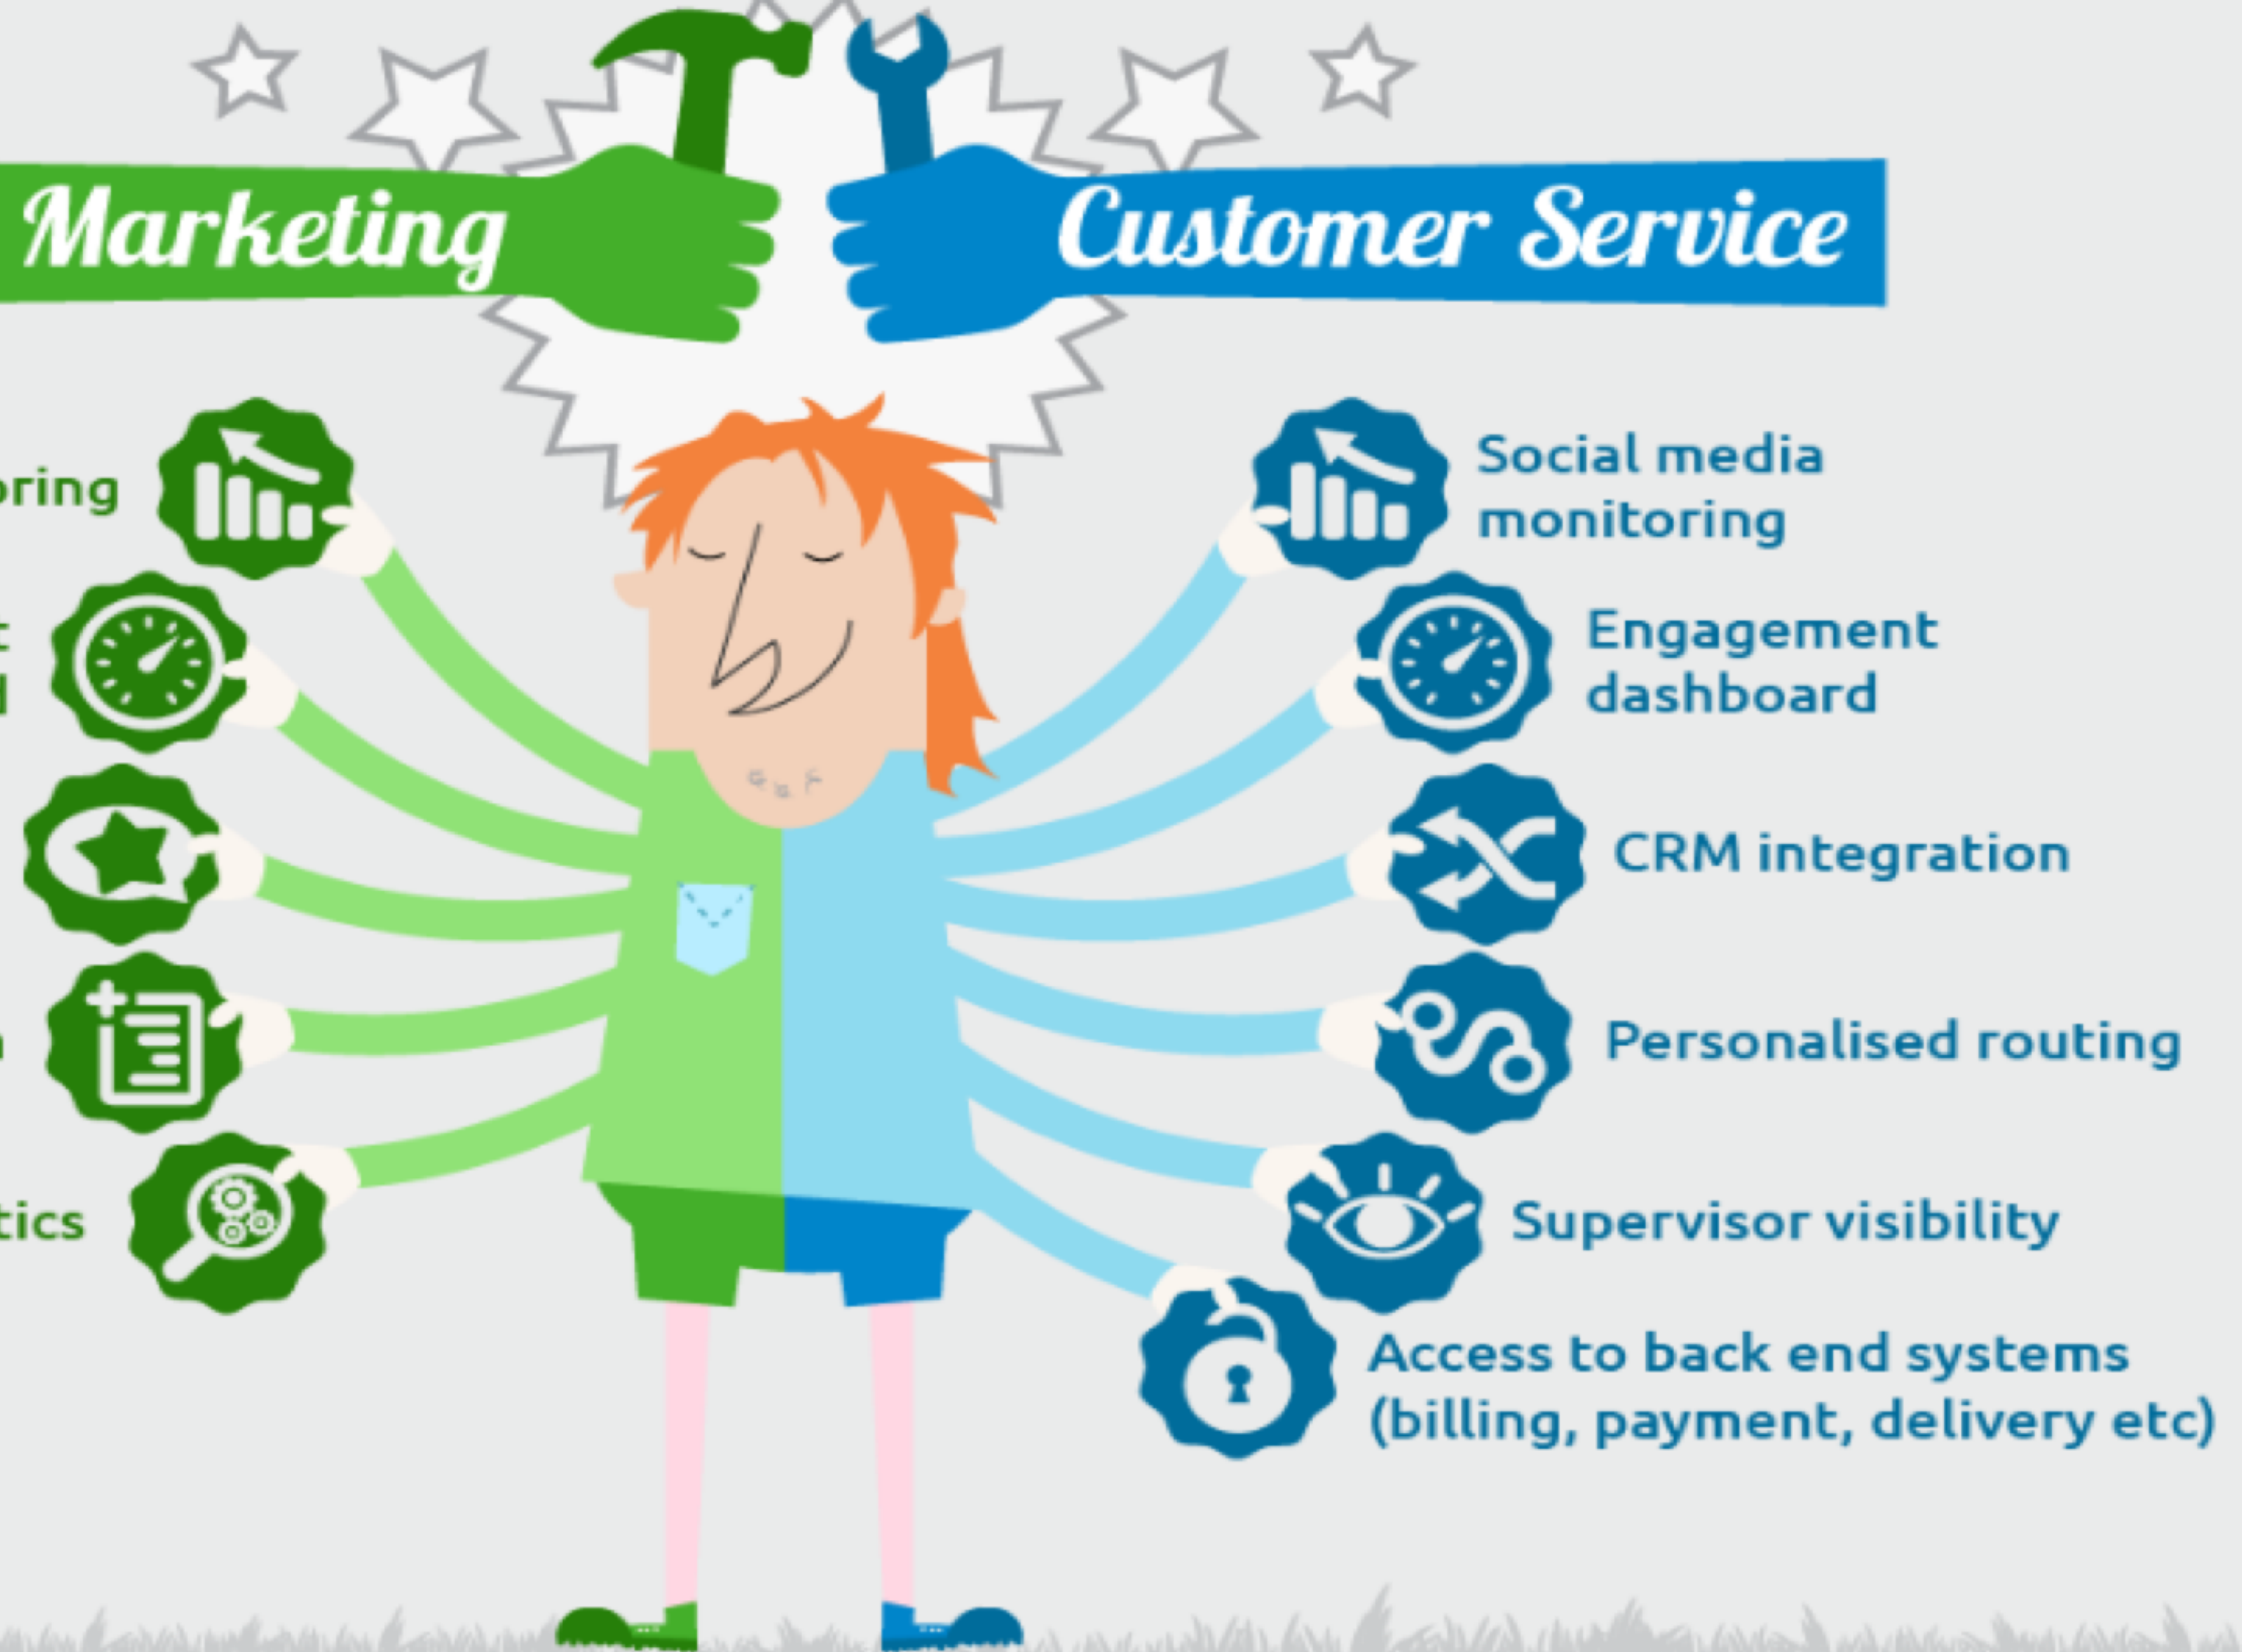 Marketing
Customer Service
Social media
monitoring
Engagement
dashboard
CRM integration
Personalised routing
Supervisor visibility
Access to back end systems
(billing, payment, delivery etc)